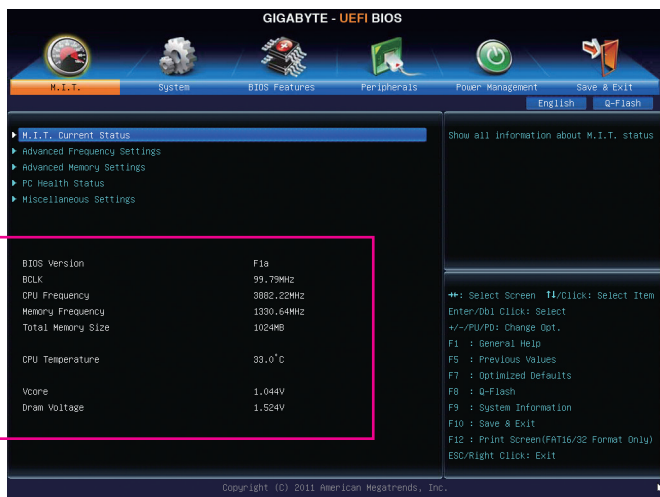 GIGABYTE - UEFI BIOS
M.I.T. System BIOS Features Peripherals Power Management Save & Exit
English Q-Flash
M.I.T. Current Status
Advanced Frequency Settings
Advanced Memory Settings
PC Health Status
Miscellaneous Settings
BIOS Version F1a
BCLK 99.79MHz
CPU Frequency 3882.22MHz
Memory Frequency 1330.64MHz
Total Memory Size 1024MB
CPU Temperature 33.0°C
Vcore 1.044V
Dram Voltage 1.524V
Show all information about M.I.T. status
→←: Select Screen ↑↓/Click: Select Item
Enter/Dbl Click: Select
+/-/PU/PD: Change Opt.
F1 : General Help
F5 : Previous Values
F7 : Optimized Defaults
F8 : Q-Flash
F9 : System Information
F10 : Save & Exit
F12 : Print Screen(FAT16/32 Format Only)
ESC/Right Click: Exit
Copyright (C) 2011 American Megatrends, Inc.